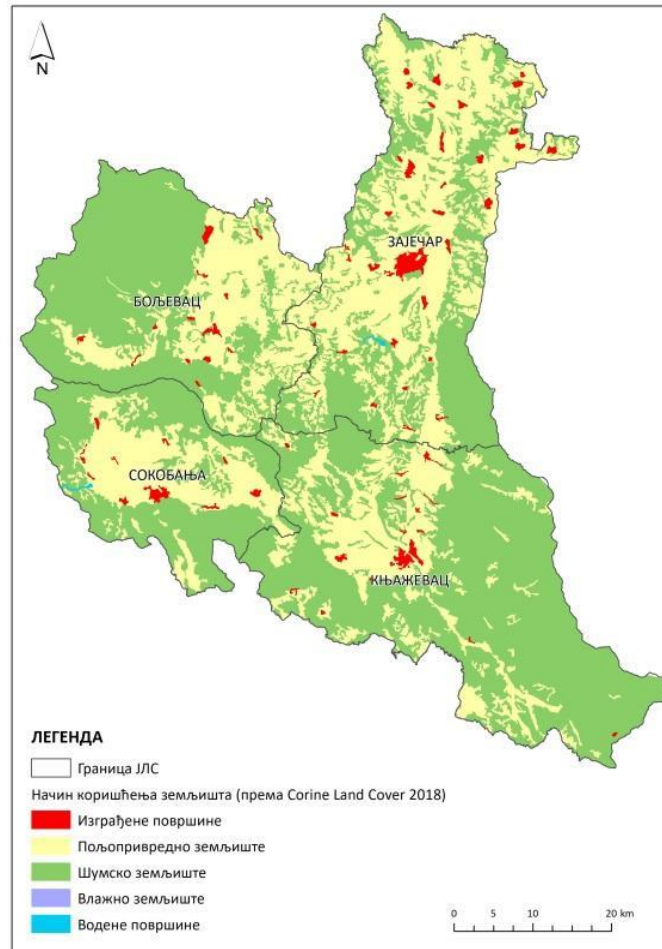 N
ЗАЈЕЧАР
БОЉЕВАЦ
СОКОБАЊА
КЊАЖЕВАЦ
ЛЕГЕНДА
Граница ЈЛС
Начин коришћења земљишта (према Corine Land Cover 2018)
Изграђене површине
Пољопривредно земљиште
Шумско земљиште
Влажно земљиште
Водене површине
0 5 10 20 km